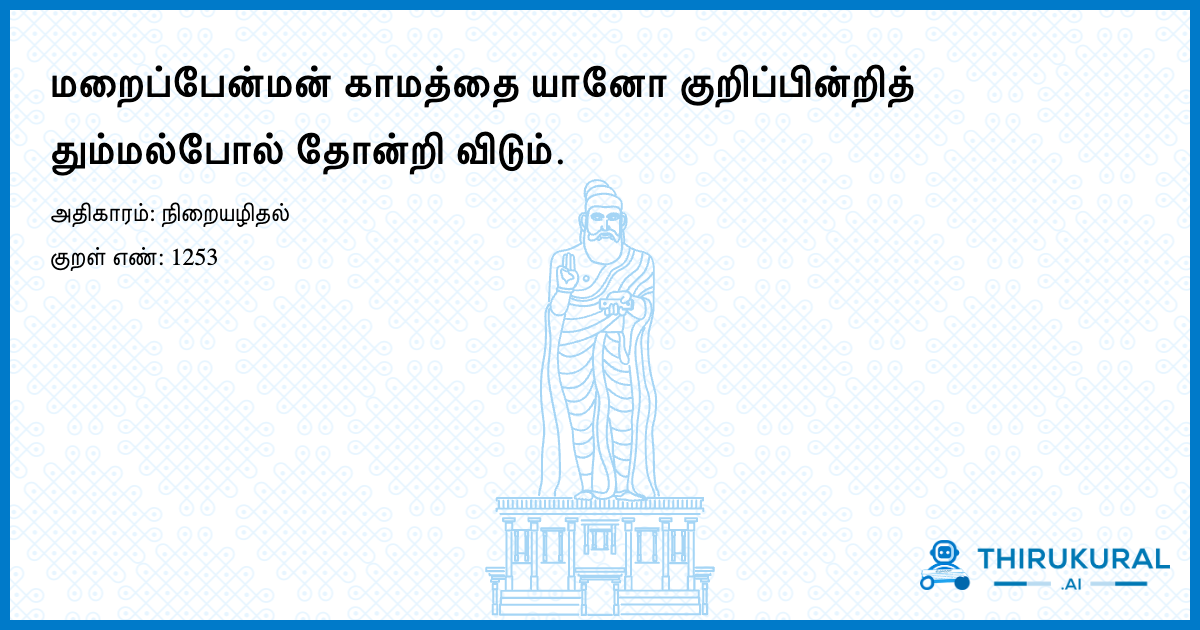 மறைப்பேன்மன் காமத்தை யானோ குறிப்பின்றித்
தும்மல்போல் தோன்றி விடும்.
அதிகாரம்: நிறையழிதல்
குறள் எண்: 1253
THIRUKURAL
.AI